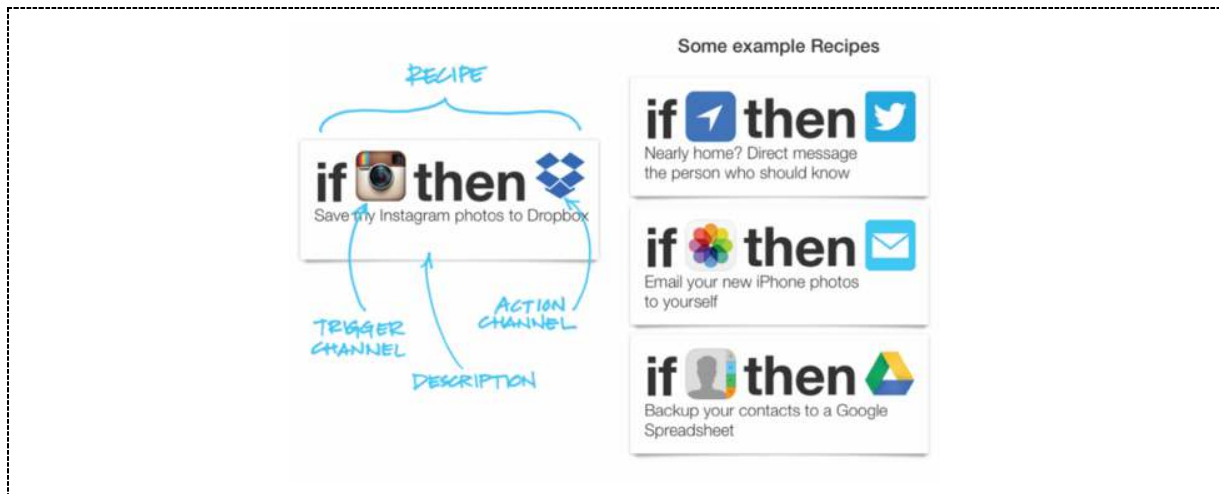 Some example Recipes
RECIPE
if then
Save my Instagram photos to Dropbox
TRIGGER
CHANNEL
ACTION
CHANNEL
DESCRIPTION
if then
Nearly home? Direct message
the person who should know
if then
Email your new iPhone photos
to yourself
if then
Backup your contacts to a Google
Spreadsheet